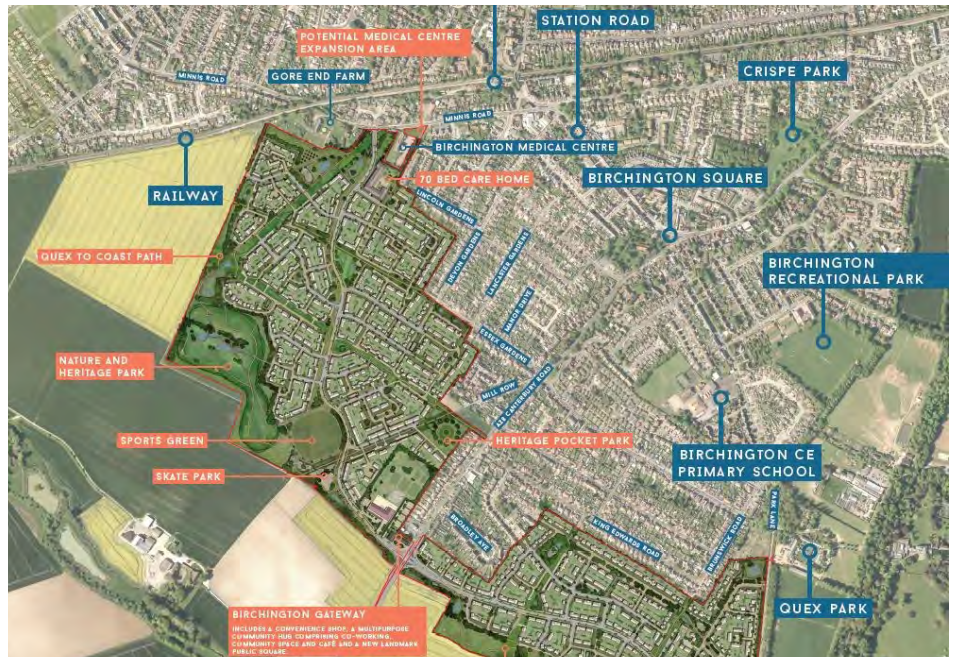 POTENTIAL MEDICAL CENTRE
EXPANSION AREA
STATION ROAD
CRISPE PARK
MINNIS ROAD
GORE END FARM
MINNIS ROAD
BIRCHINGTON MEDICAL CENTRE
RAILWAY
70 BED CARE HOME
BIRCHINGTON SQUARE
LINCOLN GARDENS
DEVON GARDENS
LANCASTER GARDENS
QUEX TO COAST PATH
BIRCHINGTON
RECREATIONAL PARK
MANOR DRIVE
ESSEX GARDENS
NATURE AND
HERITAGE PARK
MILL ROW
A28 CANTERBURY ROAD
SPORTS GREEN
HERITAGE POCKET PARK
BIRCHINGTON CE
PRIMARY SCHOOL
SKATE PARK
PARK LANE
BROADLEY AVE
KING EDWARDS ROAD
BRUNSWICK ROAD
QUEX PARK
BIRCHINGTON GATEWAY
INCLUDES A CONVENIENCE SHOP, A MULTIPURPOSE
COMMUNITY HUB COMPRISING CO-WORKING,
COMMUNITY SPACE AND CAFÉ AND A NEW LANDMARK
PUBLIC SQUARE.